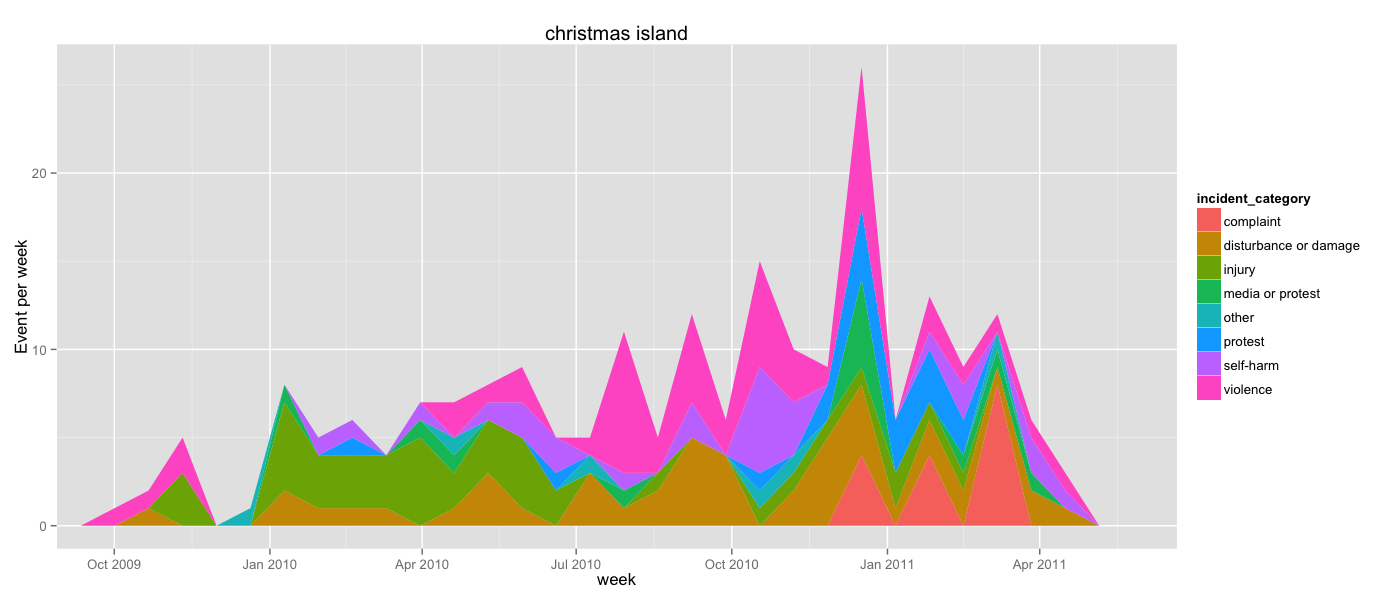 christmas island
Event per week
20
10
0
Oct 2009
Jan 2010
Apr 2010
Jul 2010
Oct 2010
Jan 2011
Apr 2011
week
incident_category
complaint
disturbance or damage
injury
media or protest
other
protest
self-harm
violence